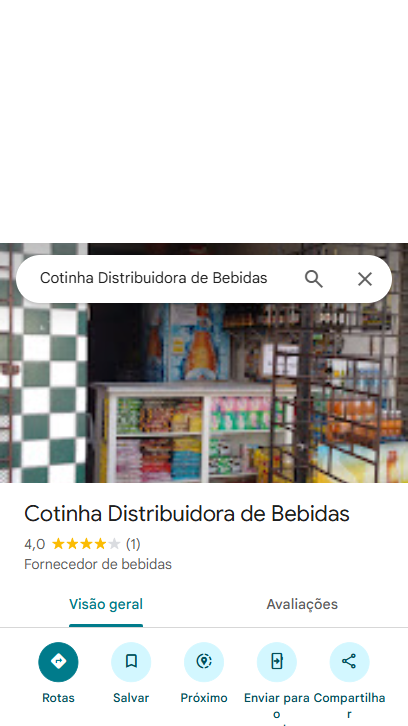 Cotinha Distribuidora de Bebidas
Cotinha Distribuidora de Bebidas
4,0 (1)
Fornecedor de bebidas
Visão geral Avaliações
Rotas Salvar Próximo Enviar para o Compartilhar